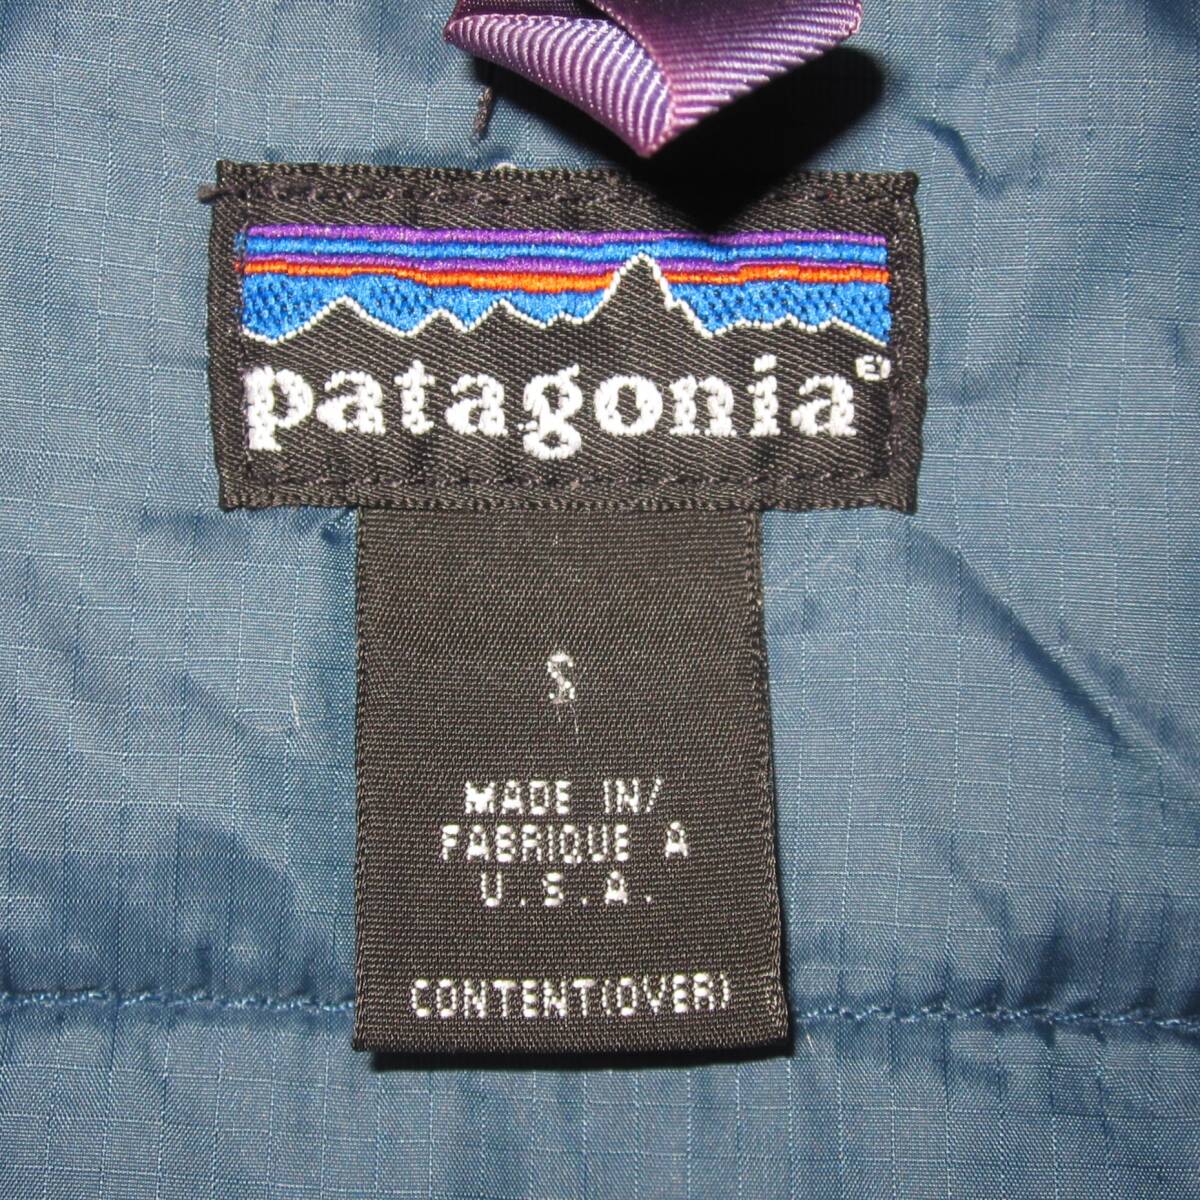 patagonia®
S
MADE IN/
FABRIQUE A
U.S.A.
CONTENT(OVER)